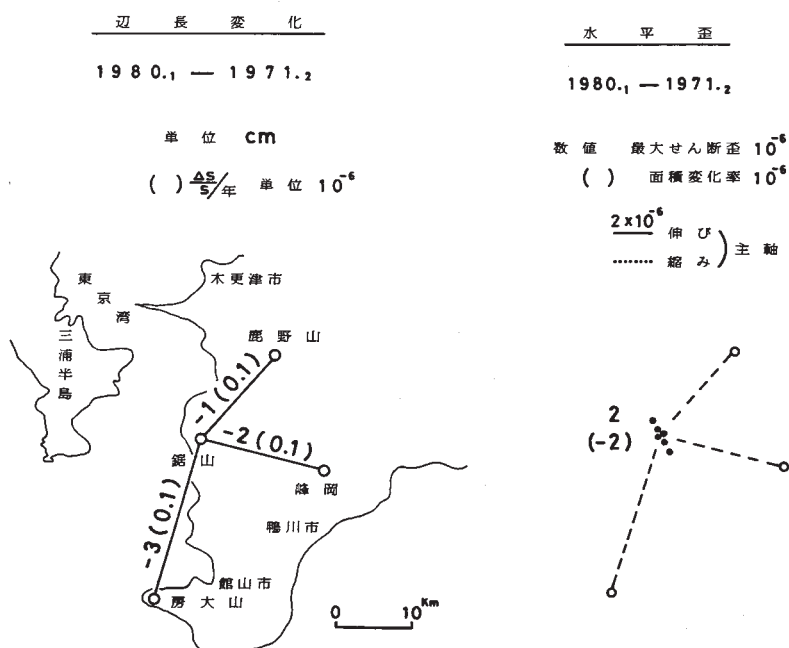 辺長変化
1980.₁ — 1971.₂
単位 cm
( ) ΔS/S/年 単位 10⁻⁶
東京湾
木更津市
三浦半島
鹿野山
-1(0.1)
-2(0.1)
鋸山
峰岡
-3(0.1)
鴨川市
館山市
房大山
0 10Km
水平歪
1980.₁ — 1971.₂
数値 最大せん断歪 10⁻⁶
( ) 面積変化率 10⁻⁶
2×10⁻⁶
伸び
縮み
主軸
2
(-2)